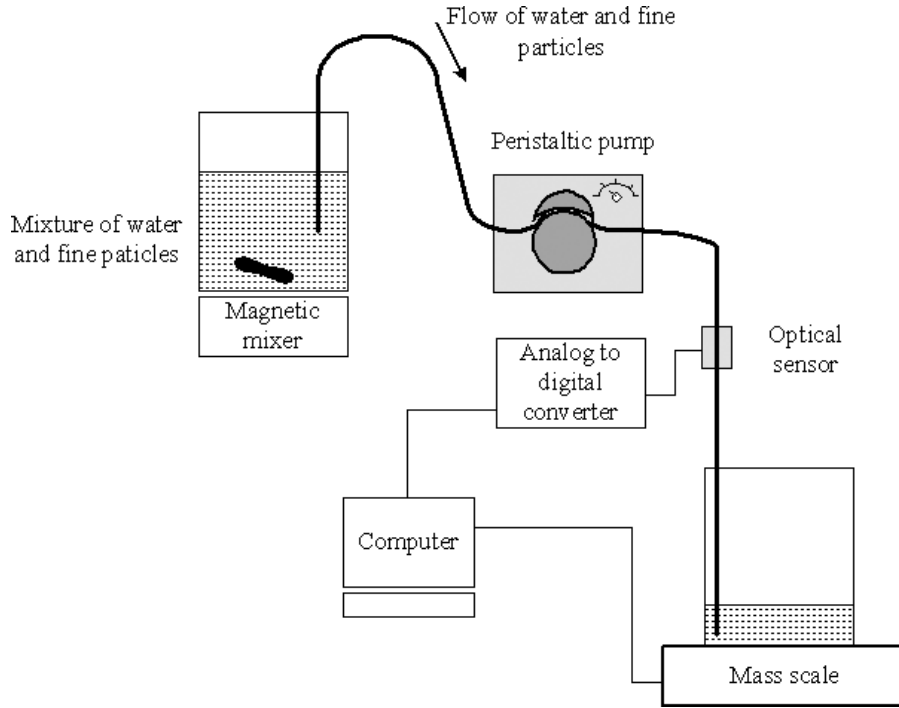 Flow of water and fine
particles
Peristaltic pump
Mixture of water
and fine paticles
Magnetic
mixer
Analog to
digital
converter
Optical
sensor
Computer
Mass scale